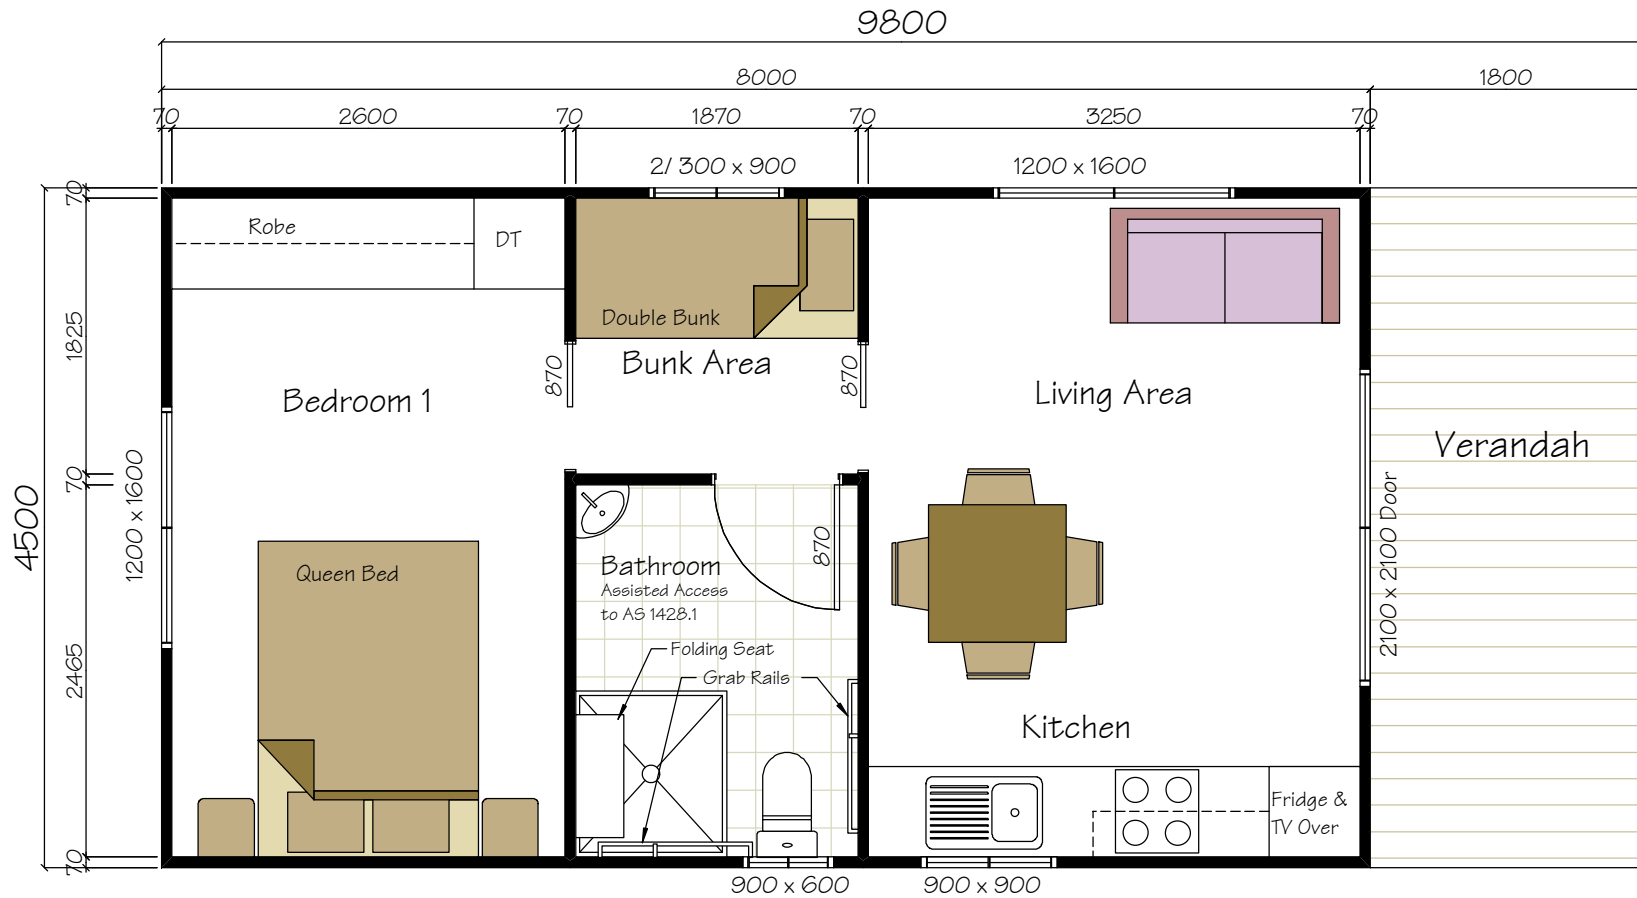 9800
8000
1800
70
2600
70
1870
70
3250
70
2/ 300 x 900
1200 x 1600
70
Robe
DT
Double Bunk
1825
870
Bunk Area
870
Bedroom 1
Living Area
Verandah
70
4500
1200 x 1600
2100 x 2100 Door
870
Queen Bed
Bathroom
Assisted Access
to AS 1428.1
Folding Seat
Grab Rails
2465
Kitchen
Fridge &
TV Over
70
900 x 600
900 x 900